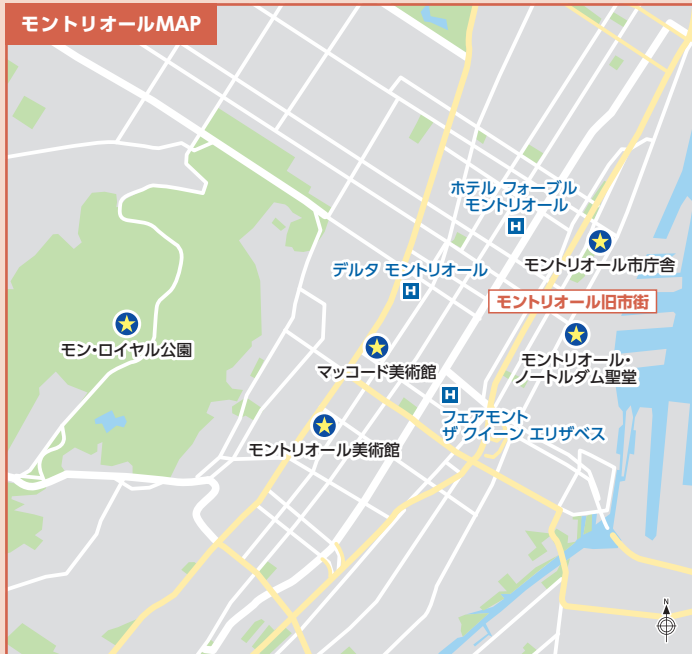 モントリオールMAP
ホテル フォーブル
モントリオール
H
モントリオール市庁舎
デルタ モントリオール
H
モントリオール旧市街
モン・ロイヤル公園
マッコード美術館
モントリオール・
ノートルダム聖堂
H
フェアモント
ザ クイーン エリザベス
モントリオール美術館
N